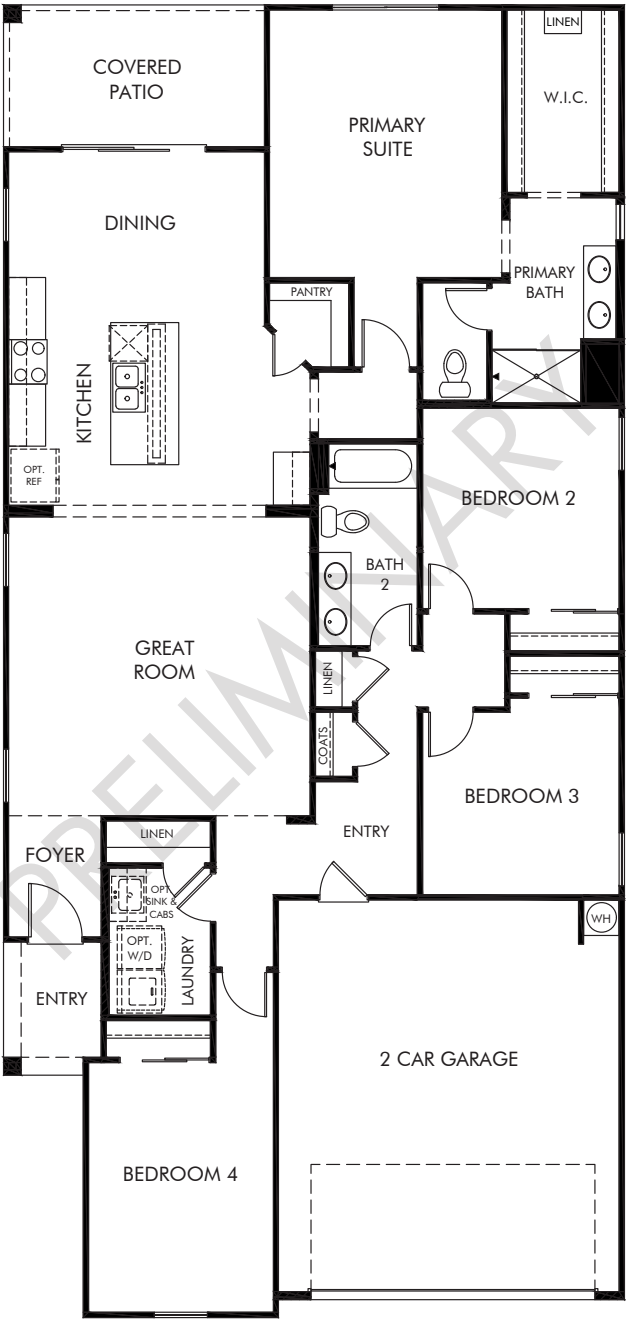 LINEN
COVERED
PATIO
W.I.C.
PRIMARY
SUITE
DINING
PRIMARY
BATH
PANTRY
KITCHEN
OPT.
REF
BEDROOM 2
BATH
2
GREAT
ROOM
LINEN
COATS
BEDROOM 3
ENTRY
LINEN
FOYER
OPT.
SINK &
CABS
WH
OPT.
W/D
LAUNDRY
ENTRY
2 CAR GARAGE
BEDROOM 4
PRELIMINARY